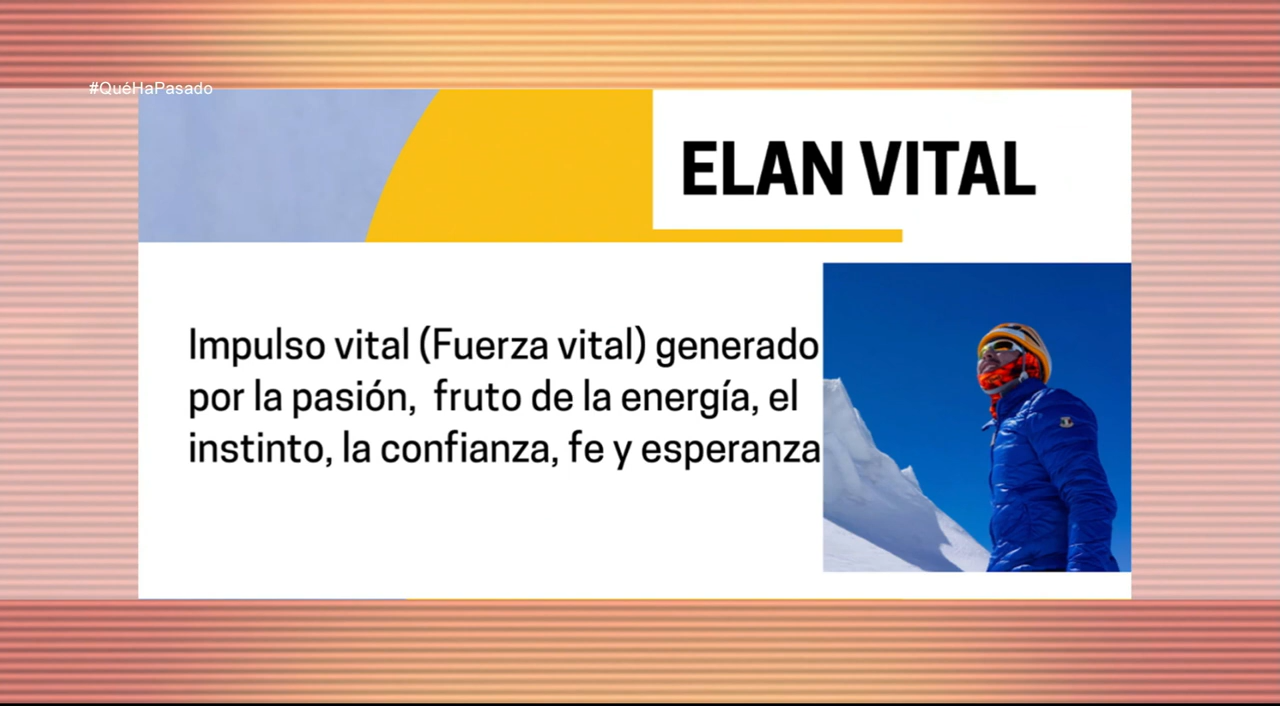 #QuéHaPasado
ELAN VITAL
Impulso vital (Fuerza vital) generado
por la pasión,  fruto de la energía, el
instinto, la confianza, fe y esperanza